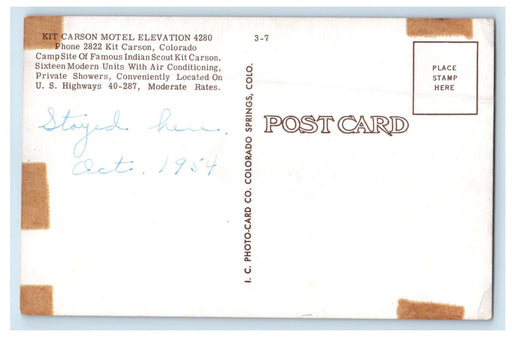 KIT CARSON MOTEL ELEVATION 4280
Phone 2822 Kit Carson, Colorado
Camp Site Of Famous Indian Scout Kit Carson.
Sixteen Modern Units With Air Conditioning,
Private Showers, Conveniently Located On
U. S. Highways 40-287, Moderate Rates.
Stayed here.
Oct. 1954
3-7
I. C. PHOTO-CARD CO. COLORADO SPRINGS, COLO.
POST CARD
PLACE
STAMP
HERE